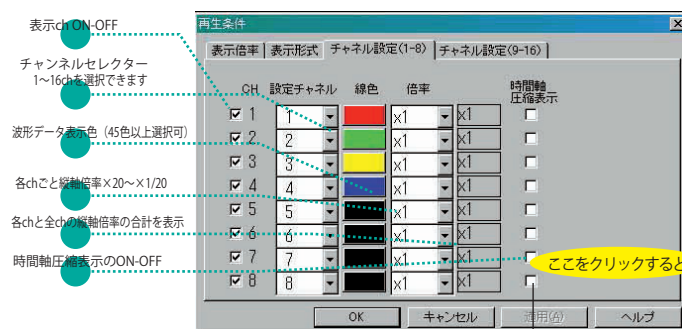 表示ch ON-OFF
チャンネルセレクター
1～16chを選択できます
波形データ表示色（45色以上選択可）
各chごと縦軸倍率×20～×1/20
各chと全chの縦軸倍率の合計を表示
時間軸圧縮表示のON-OFF
再生条件
表示倍率 表示形式 チャネル設定(1-8) チャネル設定(9-16)
CH 設定チャネル 線色 倍率 時間軸
圧縮表示
1 1 x1 x1
2 2 x1 x1
3 3 x1 x1
4 4 x1 x1
5 5 x1 x1
6 6 x1 x1
7 7 x1 x1
8 8 x1 x1
ここをクリックすると
OK キャンセル 適用(A) ヘルプ